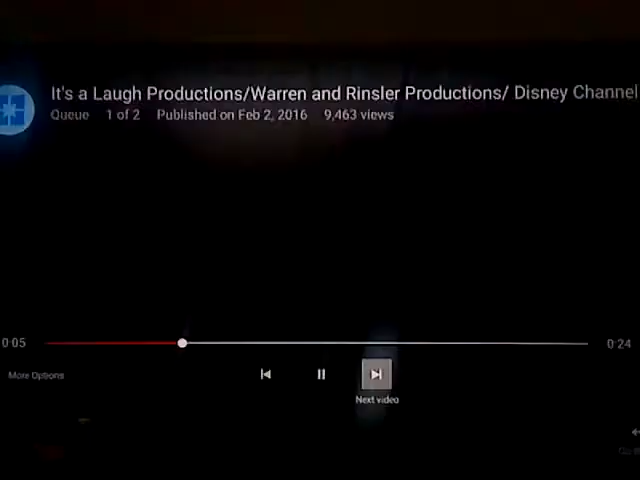 It's a Laugh Productions/Warren and Rinsler Productions/ Disney Channel
Queue 1 of 2 Published on Feb 2, 2016 9,463 views
0:05 0:24
More Options
Next video